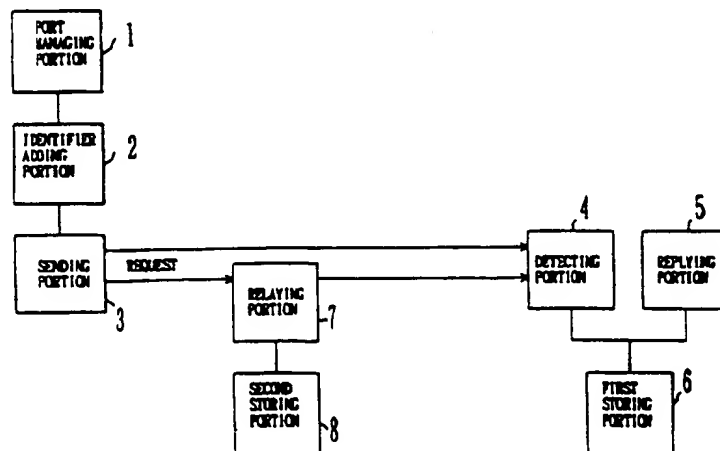 PORT
MANAGING
PORTION
1
IDENTIFIER
ADDING
PORTION
2
SENDING
PORTION
3
REQUEST
RELAYING
PORTION
7
SECOND
STORING
PORTION
8
4
DETECTING
PORTION
5
REPLYING
PORTION
FIRST
STORING
PORTION
6